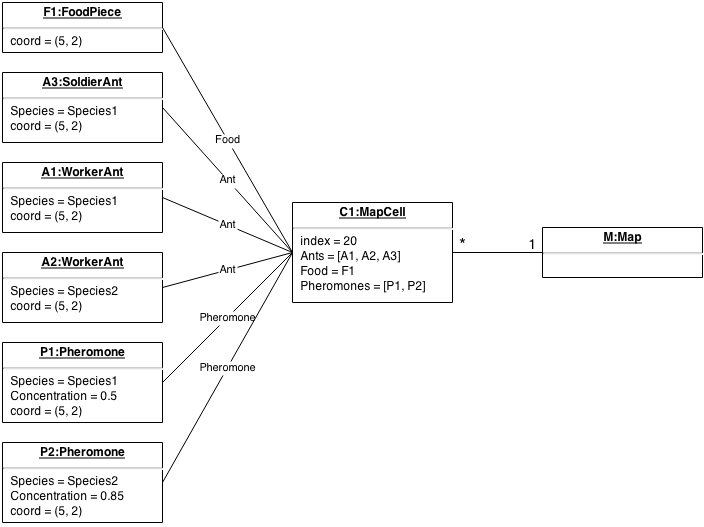 F1:FoodPiece
coord = (5, 2)
A3:SoldierAnt
Species = Species1
coord = (5, 2)
A1:WorkerAnt
Species = Species1
coord = (5, 2)
A2:WorkerAnt
Species = Species2
coord = (5, 2)
P1:Pheromone
Species = Species1
Concentration = 0.5
coord = (5, 2)
P2:Pheromone
Species = Species2
Concentration = 0.85
coord = (5, 2)
Food
Ant
Ant
Ant
Pheromone
Pheromone
C1:MapCell
index = 20
Ants = [A1, A2, A3]
Food = F1
Pheromones = [P1, P2]
* 1
M:Map